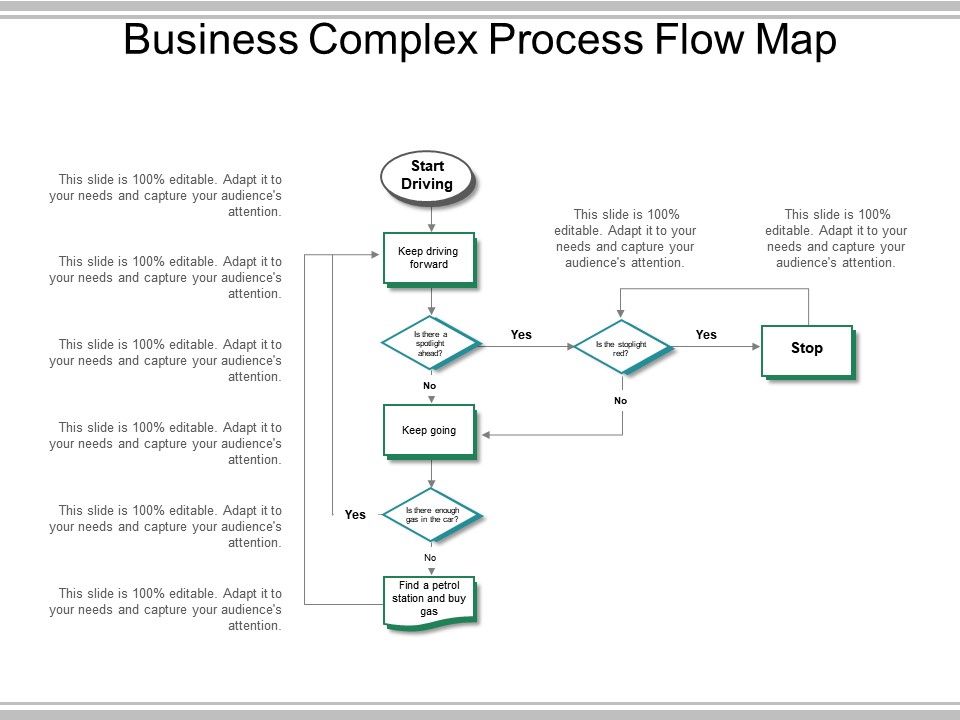 Business Complex Process Flow Map
Start
Driving
This slide is 100% editable. Adapt it to
your needs and capture your audience's
attention.
This slide is 100%
editable. Adapt it to your
needs and capture your
audience's attention.
This slide is 100%
editable. Adapt it to your
needs and capture your
audience's attention.
Keep driving
forward
This slide is 100% editable. Adapt it to
your needs and capture your audience's
attention.
Is there a
spotlight
ahead?
Yes
Is the stoplight
red?
Yes
Stop
This slide is 100% editable. Adapt it to
your needs and capture your audience's
attention.
No
No
Keep going
This slide is 100% editable. Adapt it to
your needs and capture your audience's
attention.
Is there enough
gas in the car?
Yes
This slide is 100% editable. Adapt it to
your needs and capture your audience's
attention.
No
Find a petrol
station and buy
gas
This slide is 100% editable. Adapt it to
your needs and capture your audience's
attention.